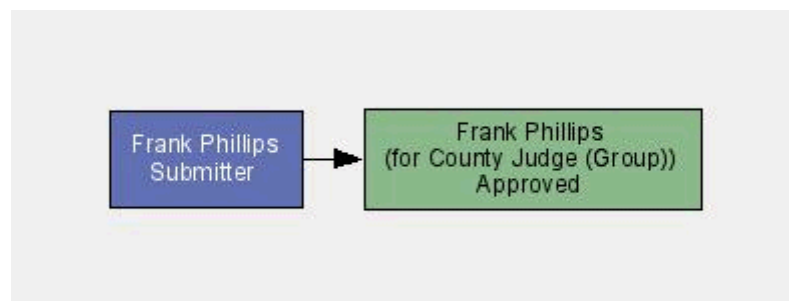 Frank Phillips
Submitter
Frank Phillips
(for County Judge (Group))
Approved